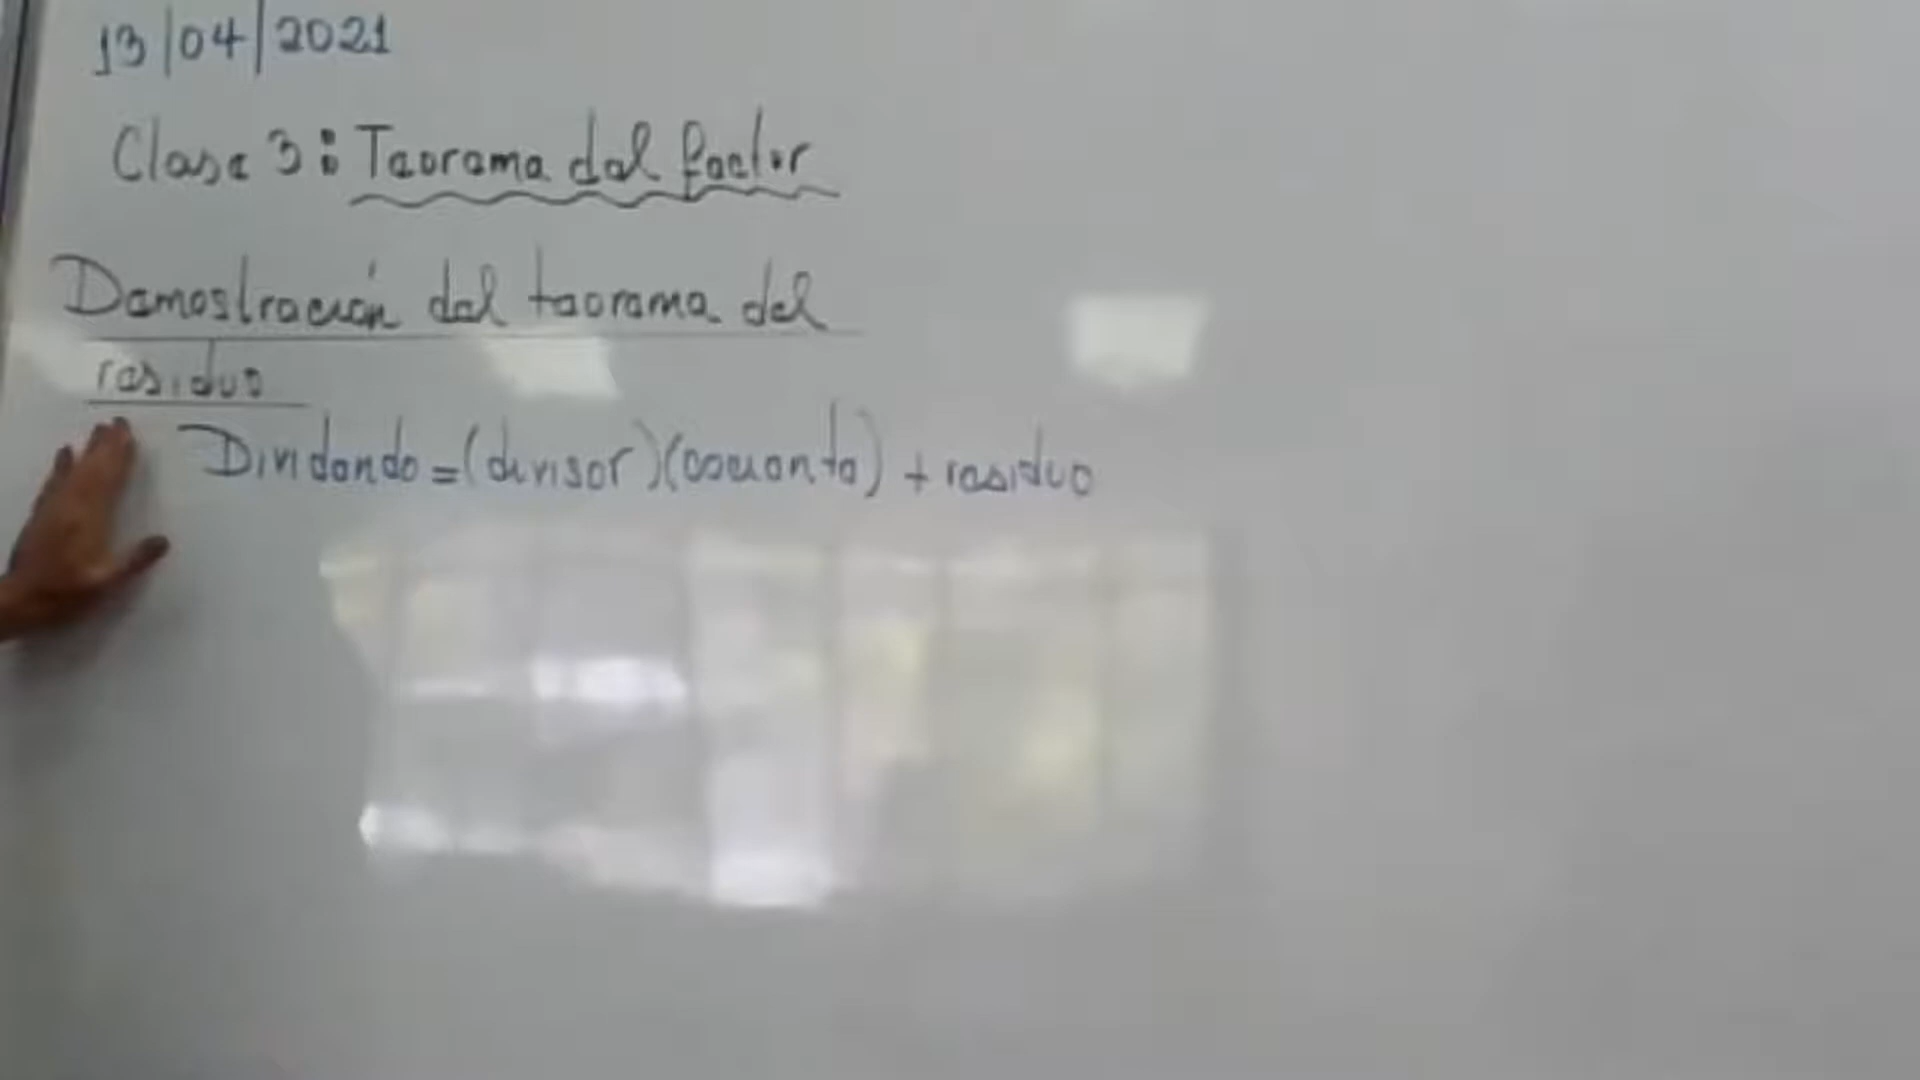 13/04/2021
Clase 3: Teorema del factor
Demostración del teorema del
residuo
Dividendo = (divisor)(cociente) + residuo